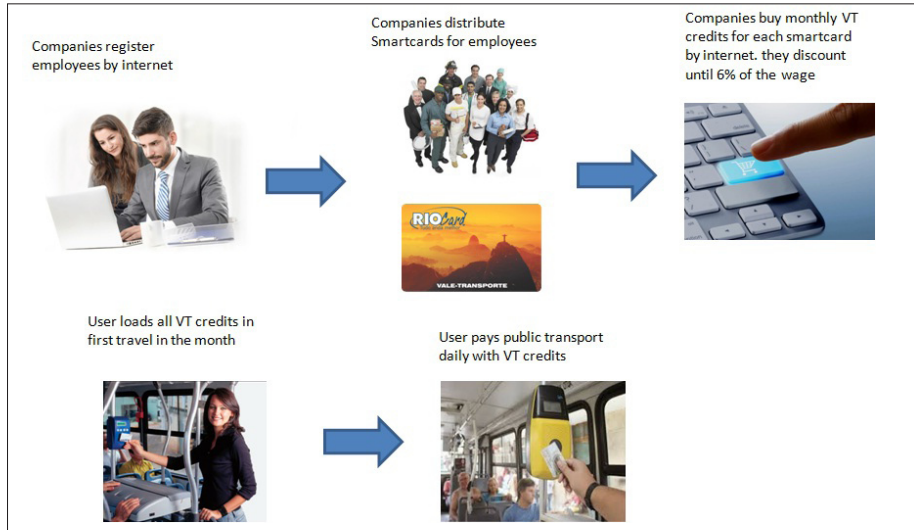 Companies register
employees by internet
Companies distribute
Smartcards for employees
Companies buy monthly VT
credits for each smartcard
by internet. they discount
until 6% of the wage
RIOCard
VALE-TRANSPORTE
User loads all VT credits in
first travel in the month
User pays public transport
daily with VT credits